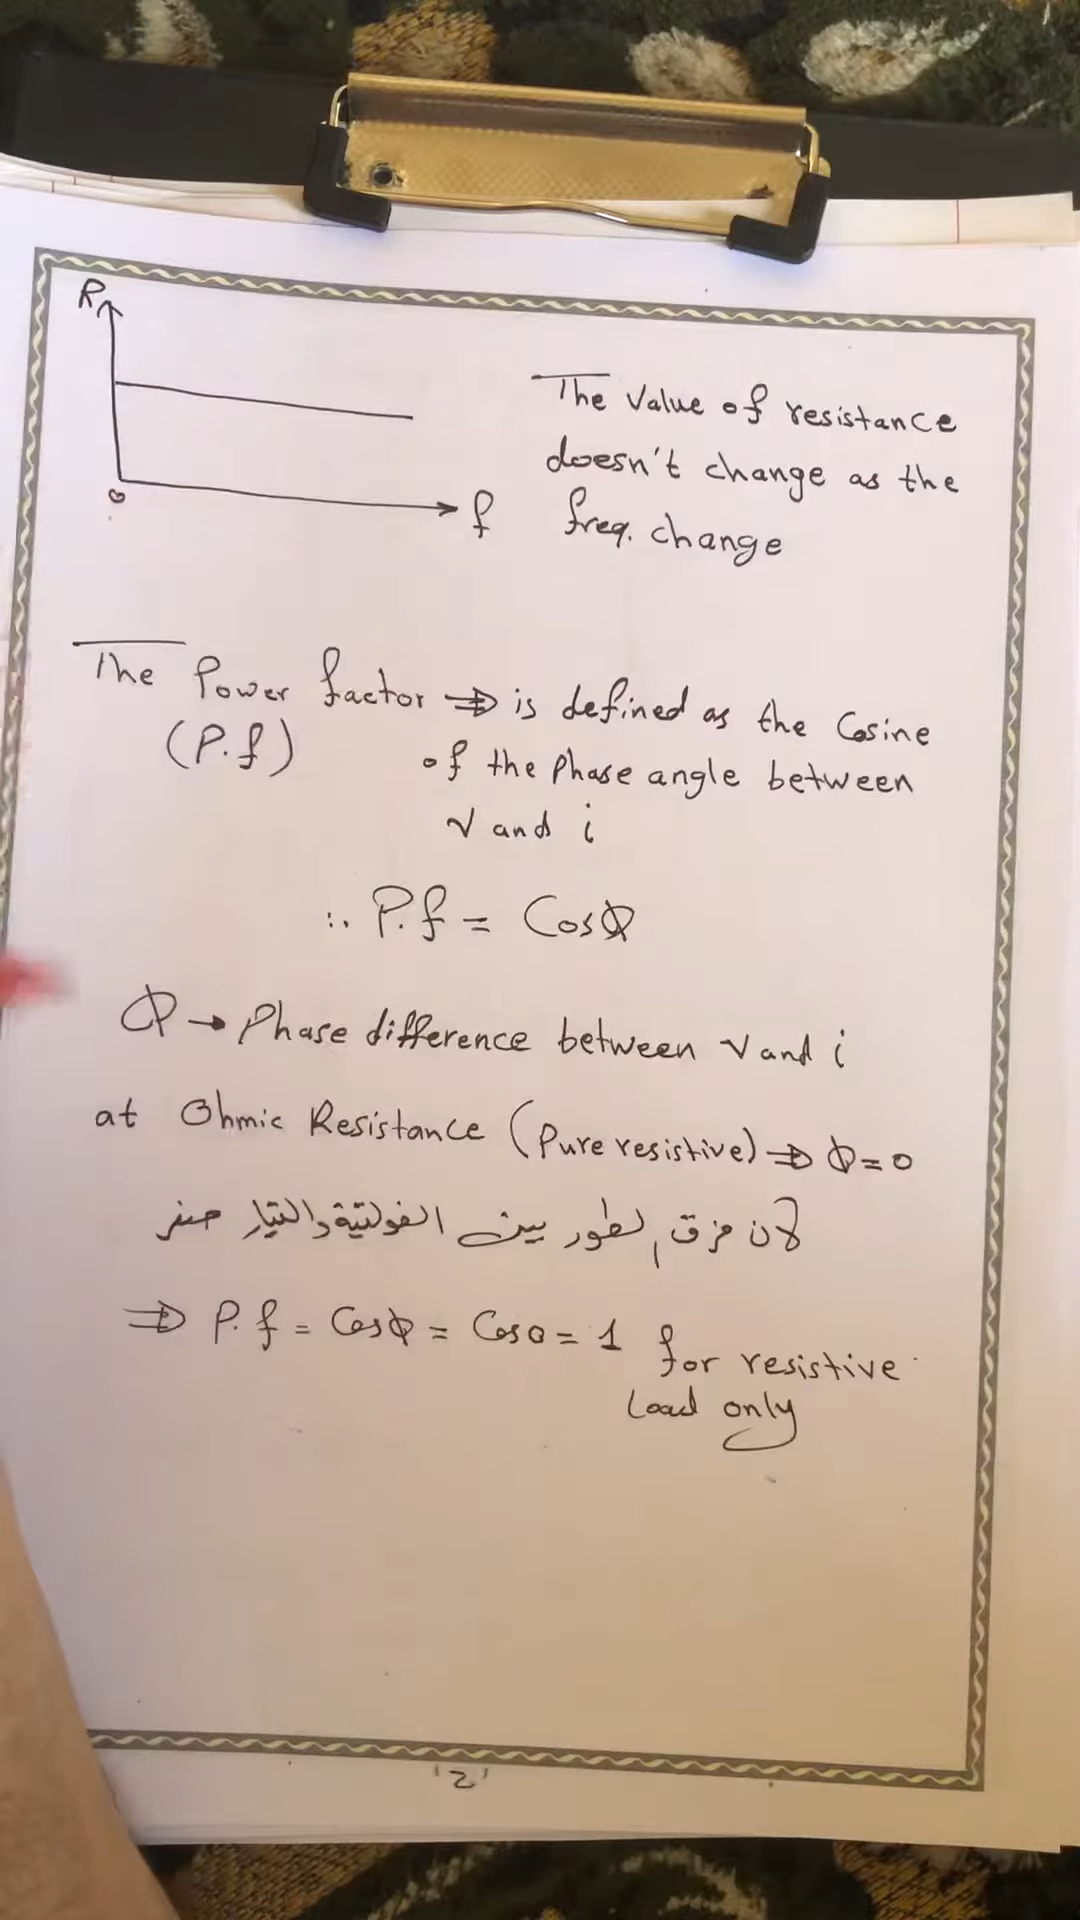 R
The Value of resistance
doesn't change as the
freq. change
0
f
The Power factor ⇒ is defined as the Cosine
(P.f) of the Phase angle between
v and i
∴ P.f = Cosϕ
ϕ → Phase difference between v and i
at Ohmic Resistance (Pure resistive) ⇒ ϕ = 0
لان فرق الطور بين الفولتية والتيار صفر
⇒ P.f = Cosϕ = Cos0 = 1 for resistive
Load only
'2'